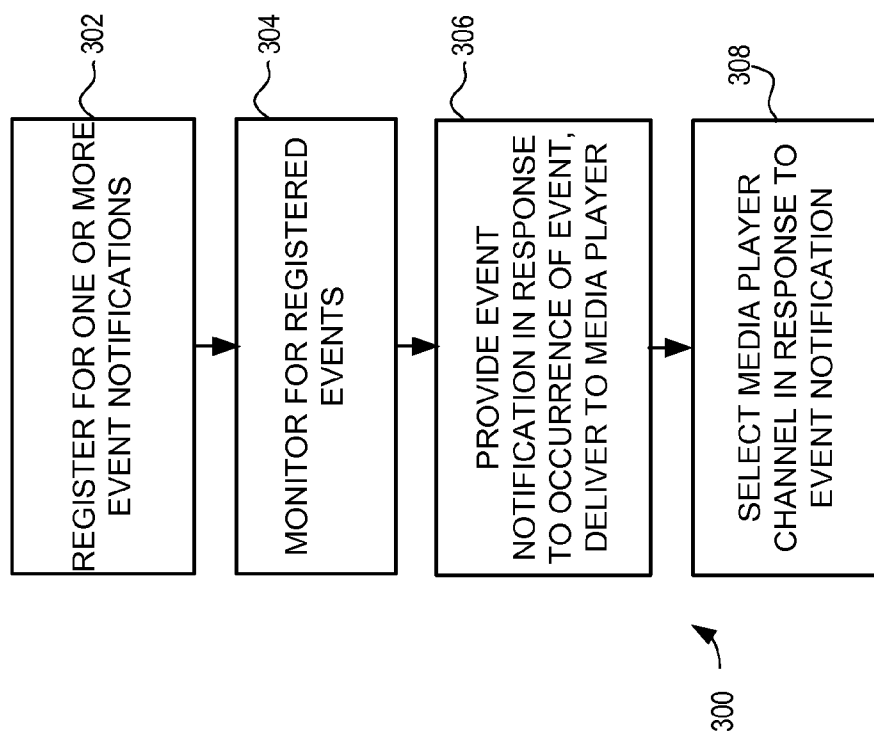 REGISTER FOR ONE OR MORE
EVENT NOTIFICATIONS
302
MONITOR FOR REGISTERED
EVENTS
304
PROVIDE EVENT
NOTIFICATION IN RESPONSE
TO OCCURRENCE OF EVENT,
DELIVER TO MEDIA PLAYER
306
SELECT MEDIA PLAYER
CHANNEL IN RESPONSE TO
EVENT NOTIFICATION
308
300